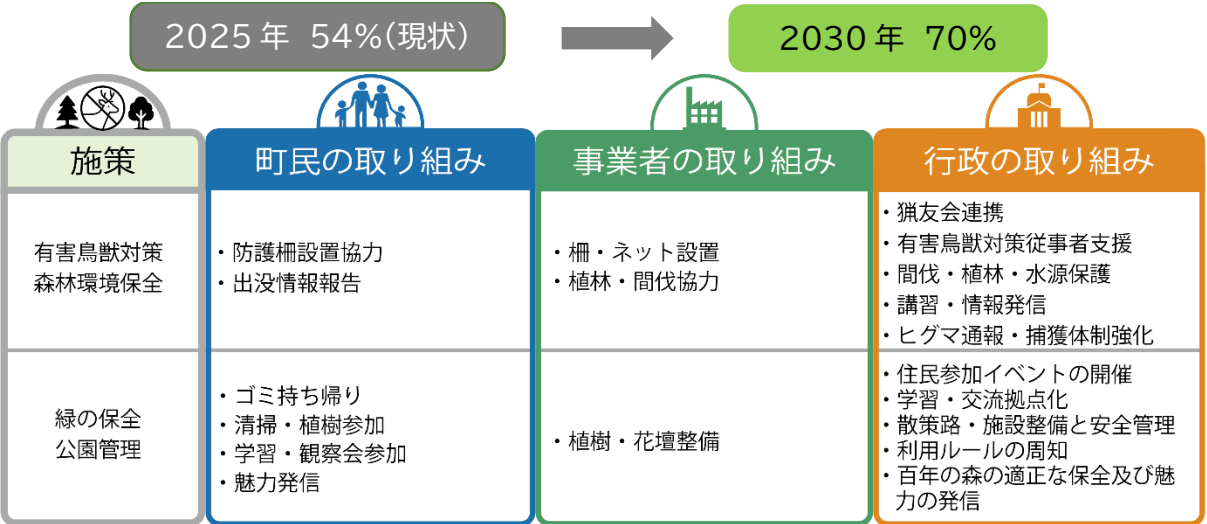 2025年 54%(現状)
2030年 70%
施策
町民の取り組み
事業者の取り組み
行政の取り組み
有害鳥獣対策
森林環境保全
・防護柵設置協力
・出没情報報告
・柵・ネット設置
・植林・間伐協力
・猟友会連携
・有害鳥獣対策従事者支援
・間伐・植林・水源保護
・講習・情報発信
・ヒグマ通報・捕獲体制強化
緑の保全
公園管理
・ゴミ持ち帰り
・清掃・植樹参加
・学習・観察会参加
・魅力発信
・植樹・花壇整備
・住民参加イベントの開催
・学習・交流拠点化
・散策路・施設整備と安全管理
・利用ルールの周知
・百年の森の適正な保全及び魅
力の発信